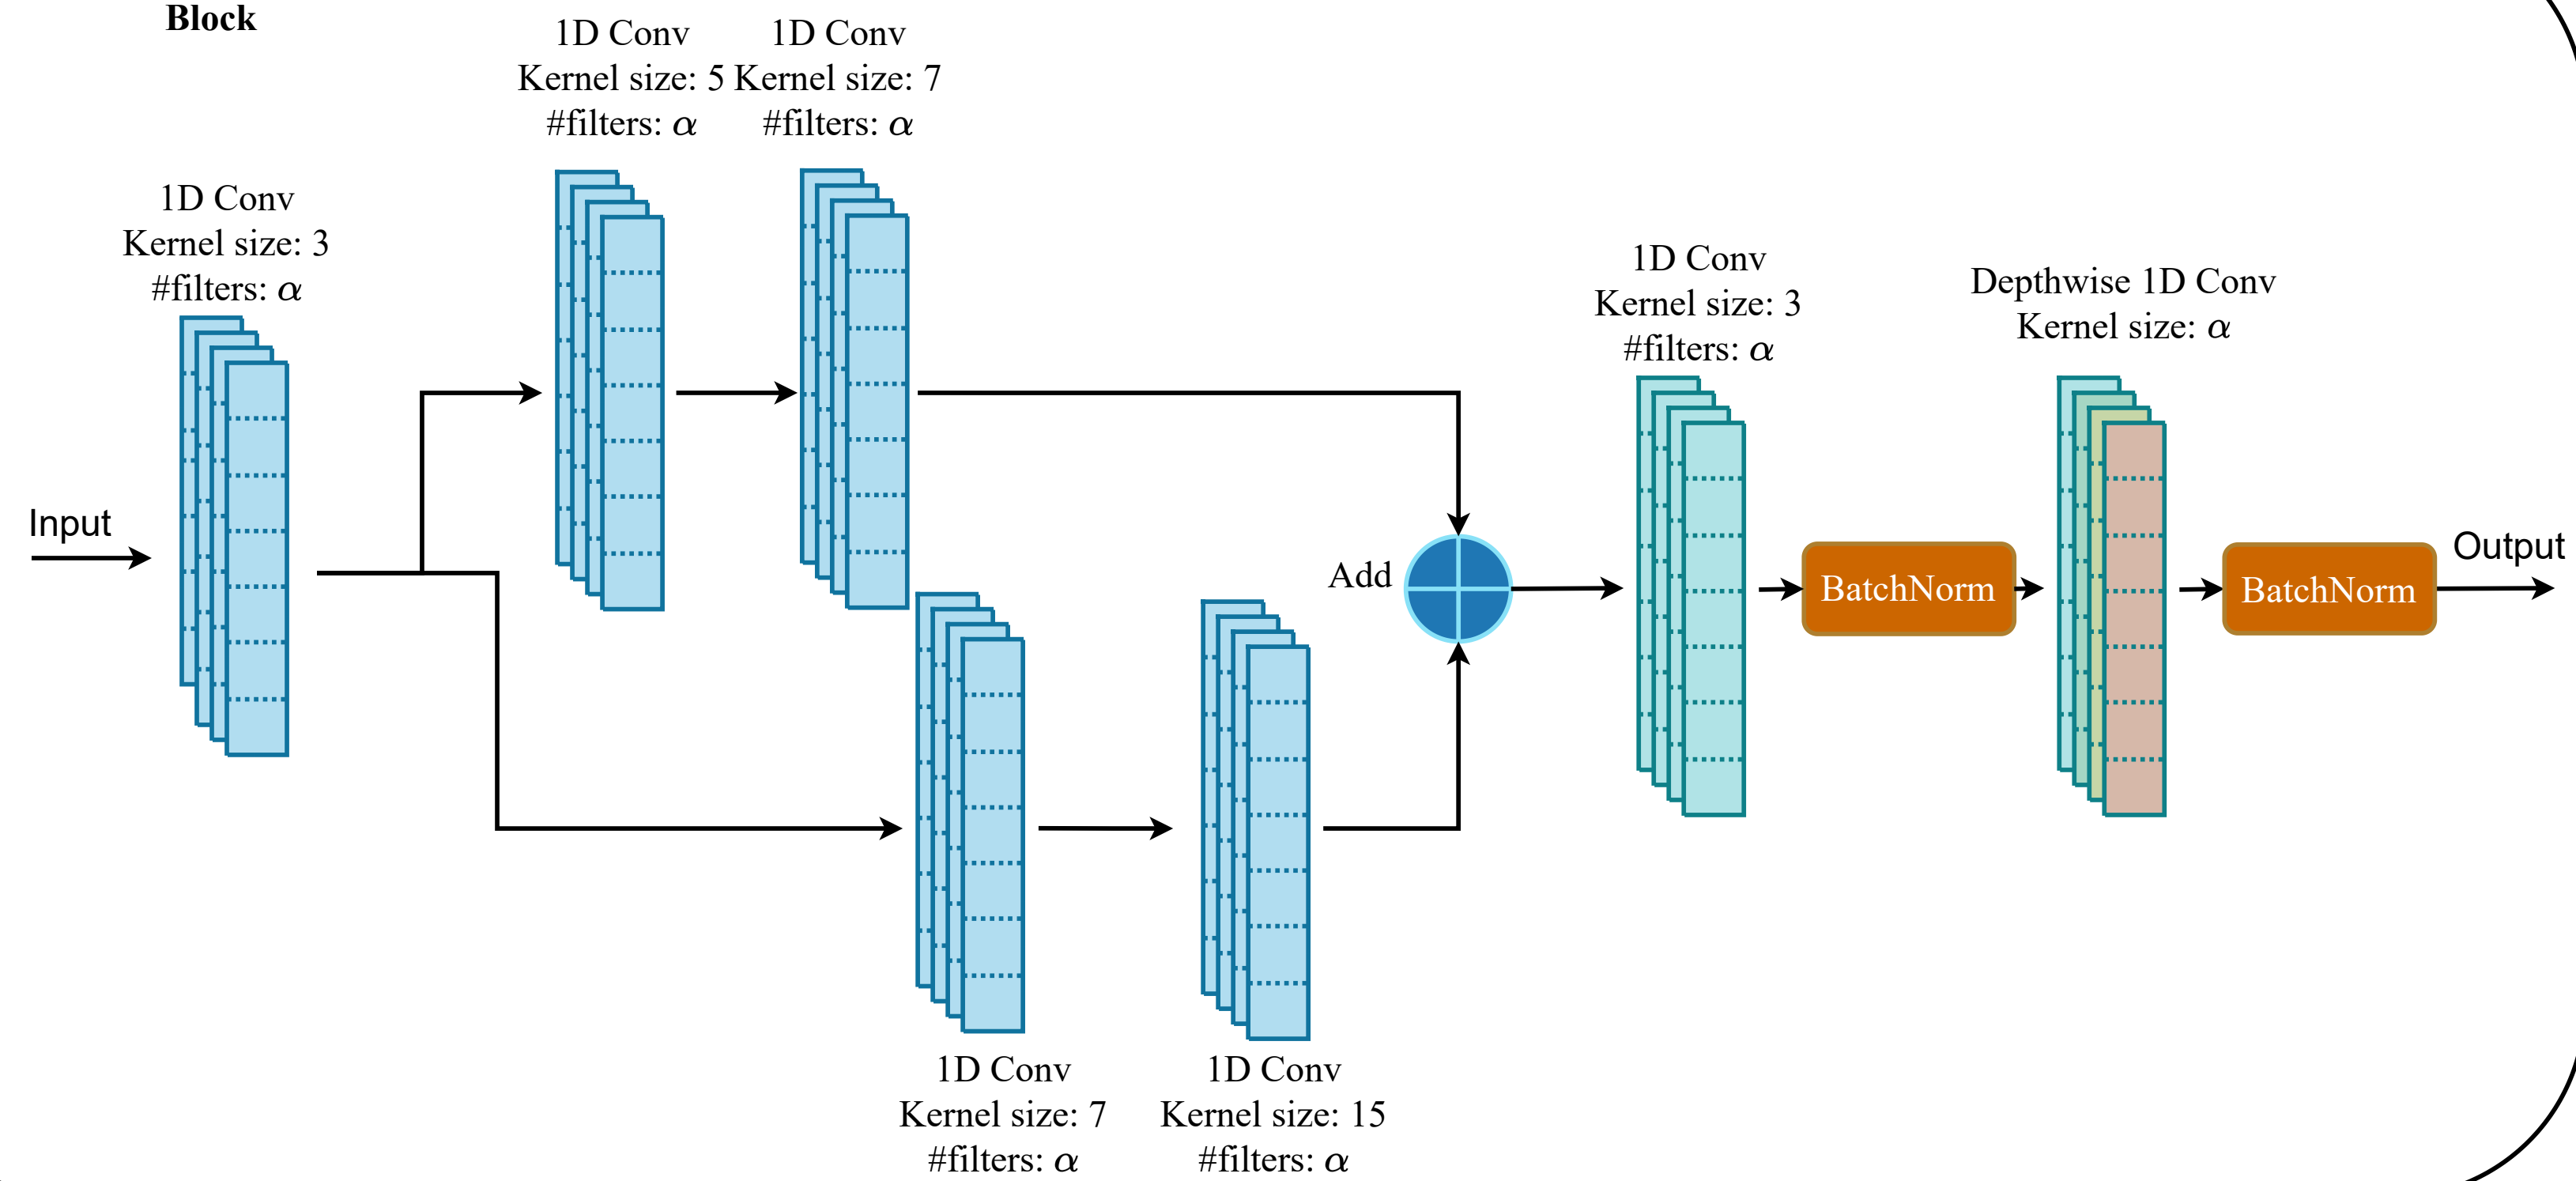 Block
1D Conv
Kernel size: 3
#filters: α
1D Conv
Kernel size: 5
#filters: α
1D Conv
Kernel size: 7
#filters: α
Input
1D Conv
Kernel size: 7
#filters: α
1D Conv
Kernel size: 15
#filters: α
Add
1D Conv
Kernel size: 3
#filters: α
BatchNorm
Depthwise 1D Conv
Kernel size: α
BatchNorm
Output